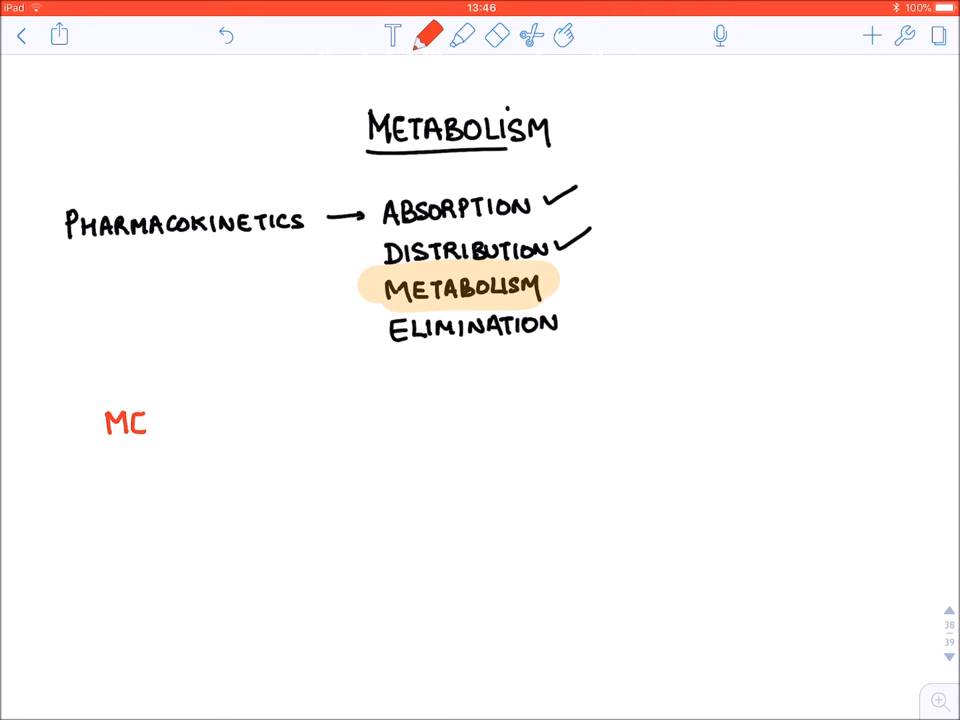 iPad 13:46 100%
METABOLISM
PHARMACOKINETICS → ABSORPTION ✓
DISTRIBUTION ✓
METABOLISM
ELIMINATION
MC
38
39